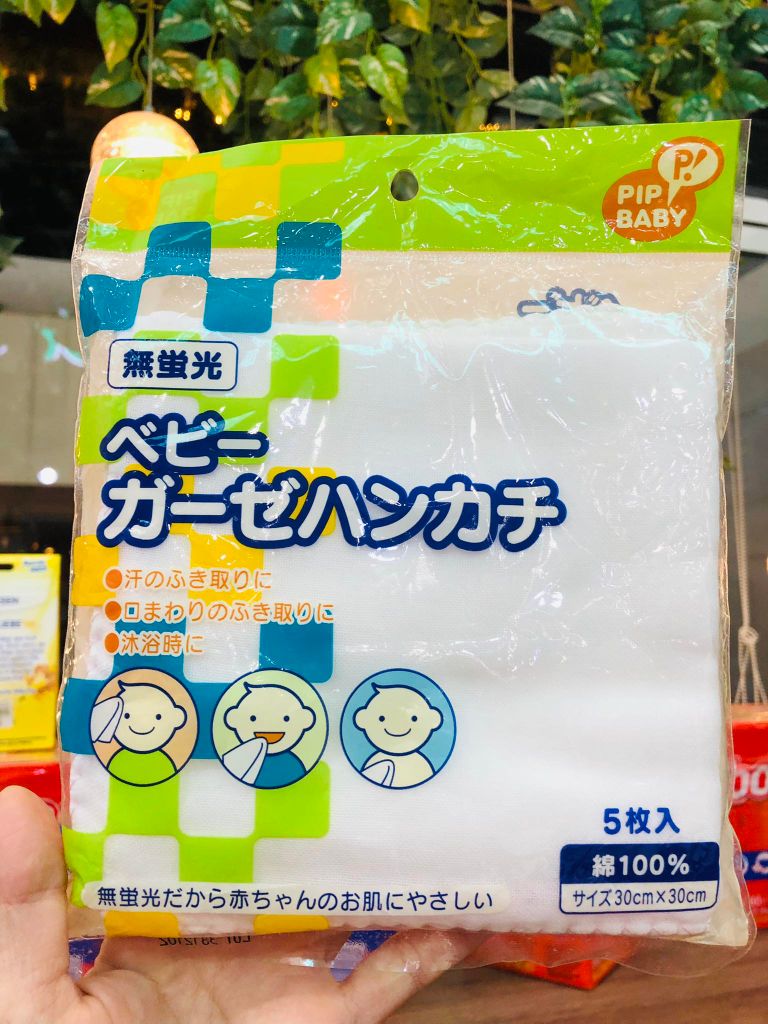 P!
PIP
BABY
無蛍光
ベビー
ガーゼハンカチ
●汗のふき取りに
●口まわりのふき取りに
●沐浴時に
5枚入
綿100%
サイズ30cm×30cm
無蛍光だから赤ちゃんのお肌にやさしい